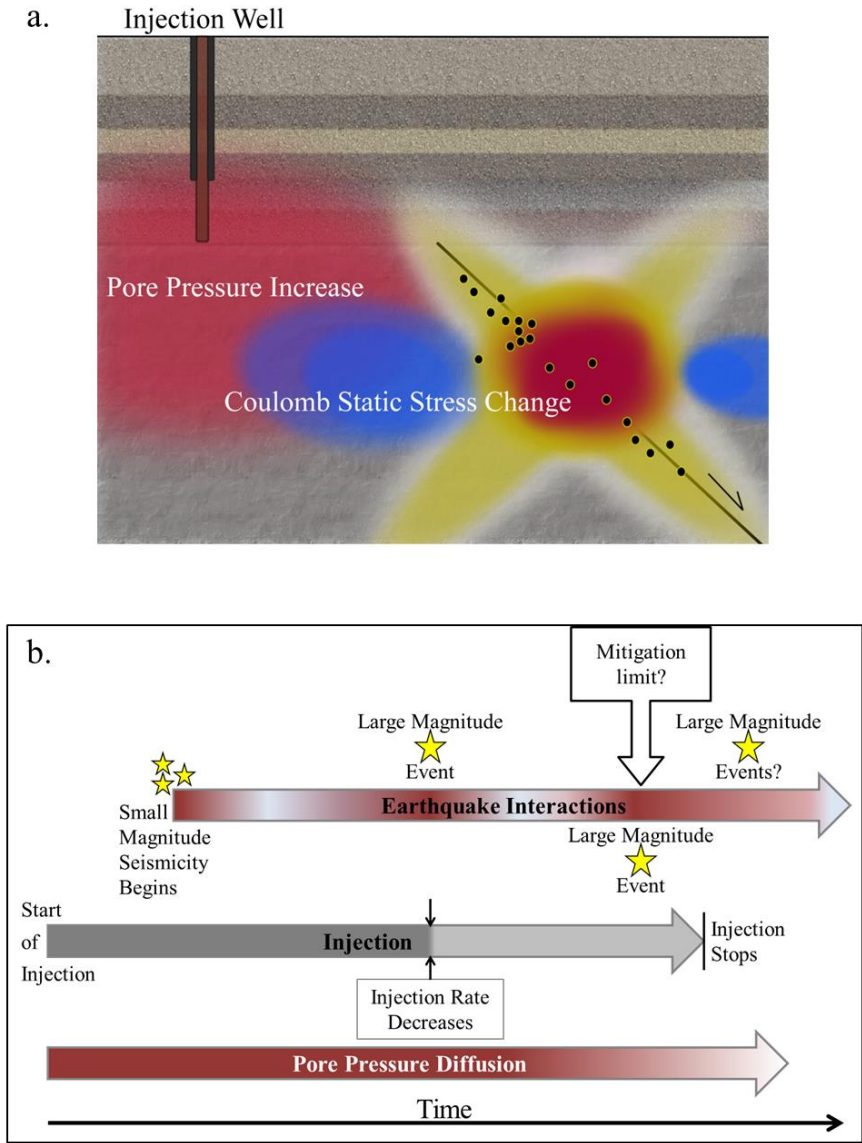 a.
Injection Well
Pore Pressure Increase
Coulomb Static Stress Change
b.
Mitigation
limit?
Large Magnitude
Event
Large Magnitude
Events?
Small
Magnitude
Seismicity
Begins
Earthquake Interactions
Large Magnitude
Event
Start
of
Injection
Injection
Injection
Stops
Injection Rate
Decreases
Pore Pressure Diffusion
Time